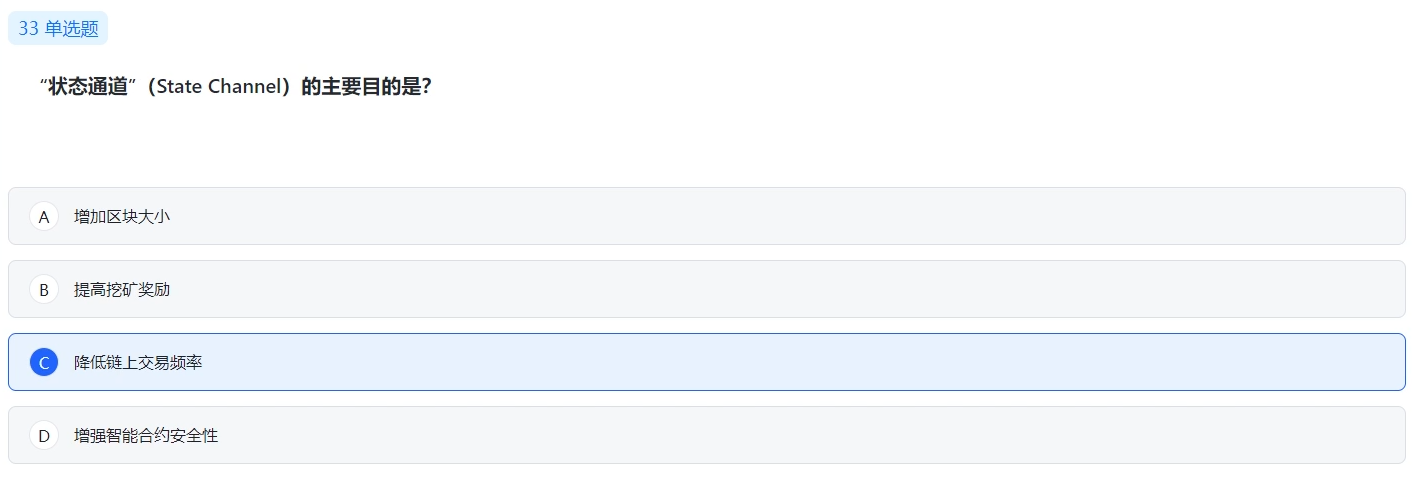 33 单选题
“状态通道”（State Channel）的主要目的是？
A 增加区块大小
B 提高挖矿奖励
C 降低链上交易频率
D 增强智能合约安全性